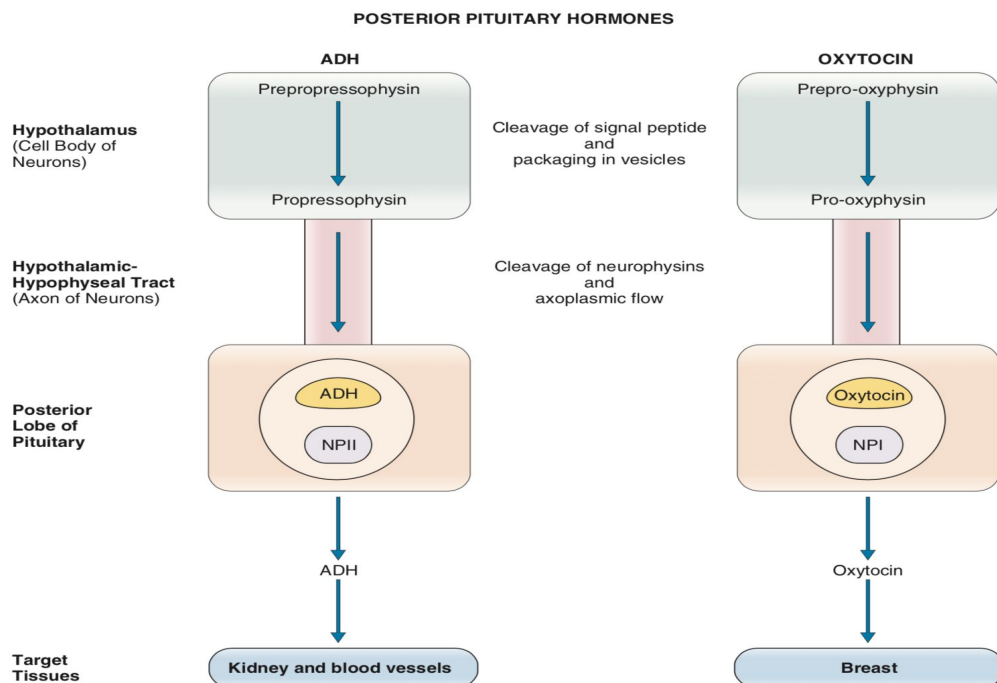 POSTERIOR PITUITARY HORMONES
ADH
OXYTOCIN
Prepropressophysin
Prepro-oxyphysin
Hypothalamus
(Cell Body of
Neurons)
Cleavage of signal peptide
and
packaging in vesicles
Propressophysin
Pro-oxyphysin
Hypothalamic-
Hypophyseal Tract
(Axon of Neurons)
Cleavage of neurophysins
and
axoplasmic flow
Posterior
Lobe of
Pituitary
ADH
NPII
Oxytocin
NPI
ADH
Oxytocin
Target
Tissues
Kidney and blood vessels
Breast